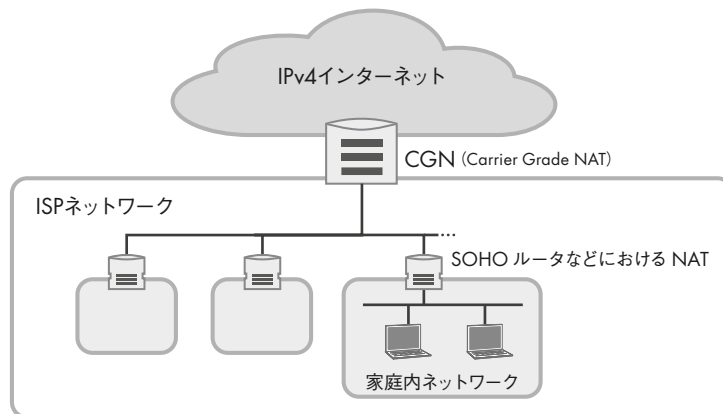 IPv4インターネット
CGN（Carrier Grade NAT）
ISPネットワーク
SOHO ルータなどにおける NAT
家庭内ネットワーク